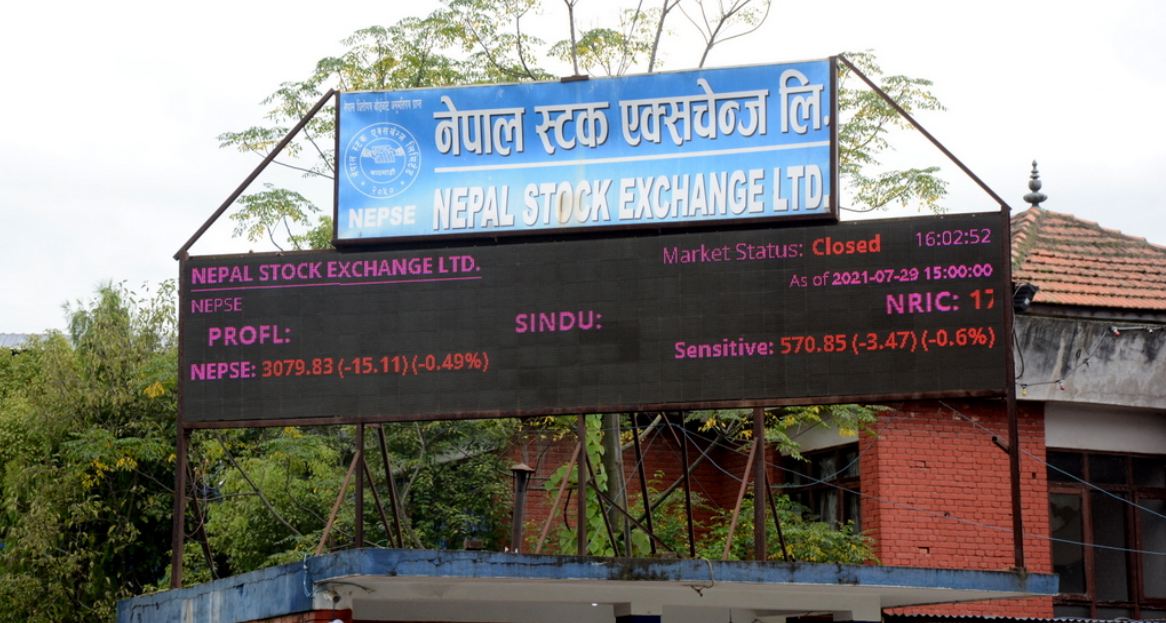 नेपाल स्टक एक्सचेन्ज लि.
NEPSE
NEPAL STOCK EXCHANGE LTD.
NEPAL STOCK EXCHANGE LTD.
Market Status: Closed
16:02:52
As of 2021-07-29 15:00:00
NEPSE
PROFL:
SINDU:
NRIC: 17
NEPSE: 3079.83 (-15.11) (-0.49%)
Sensitive: 570.85 (-3.47) (-0.6%)